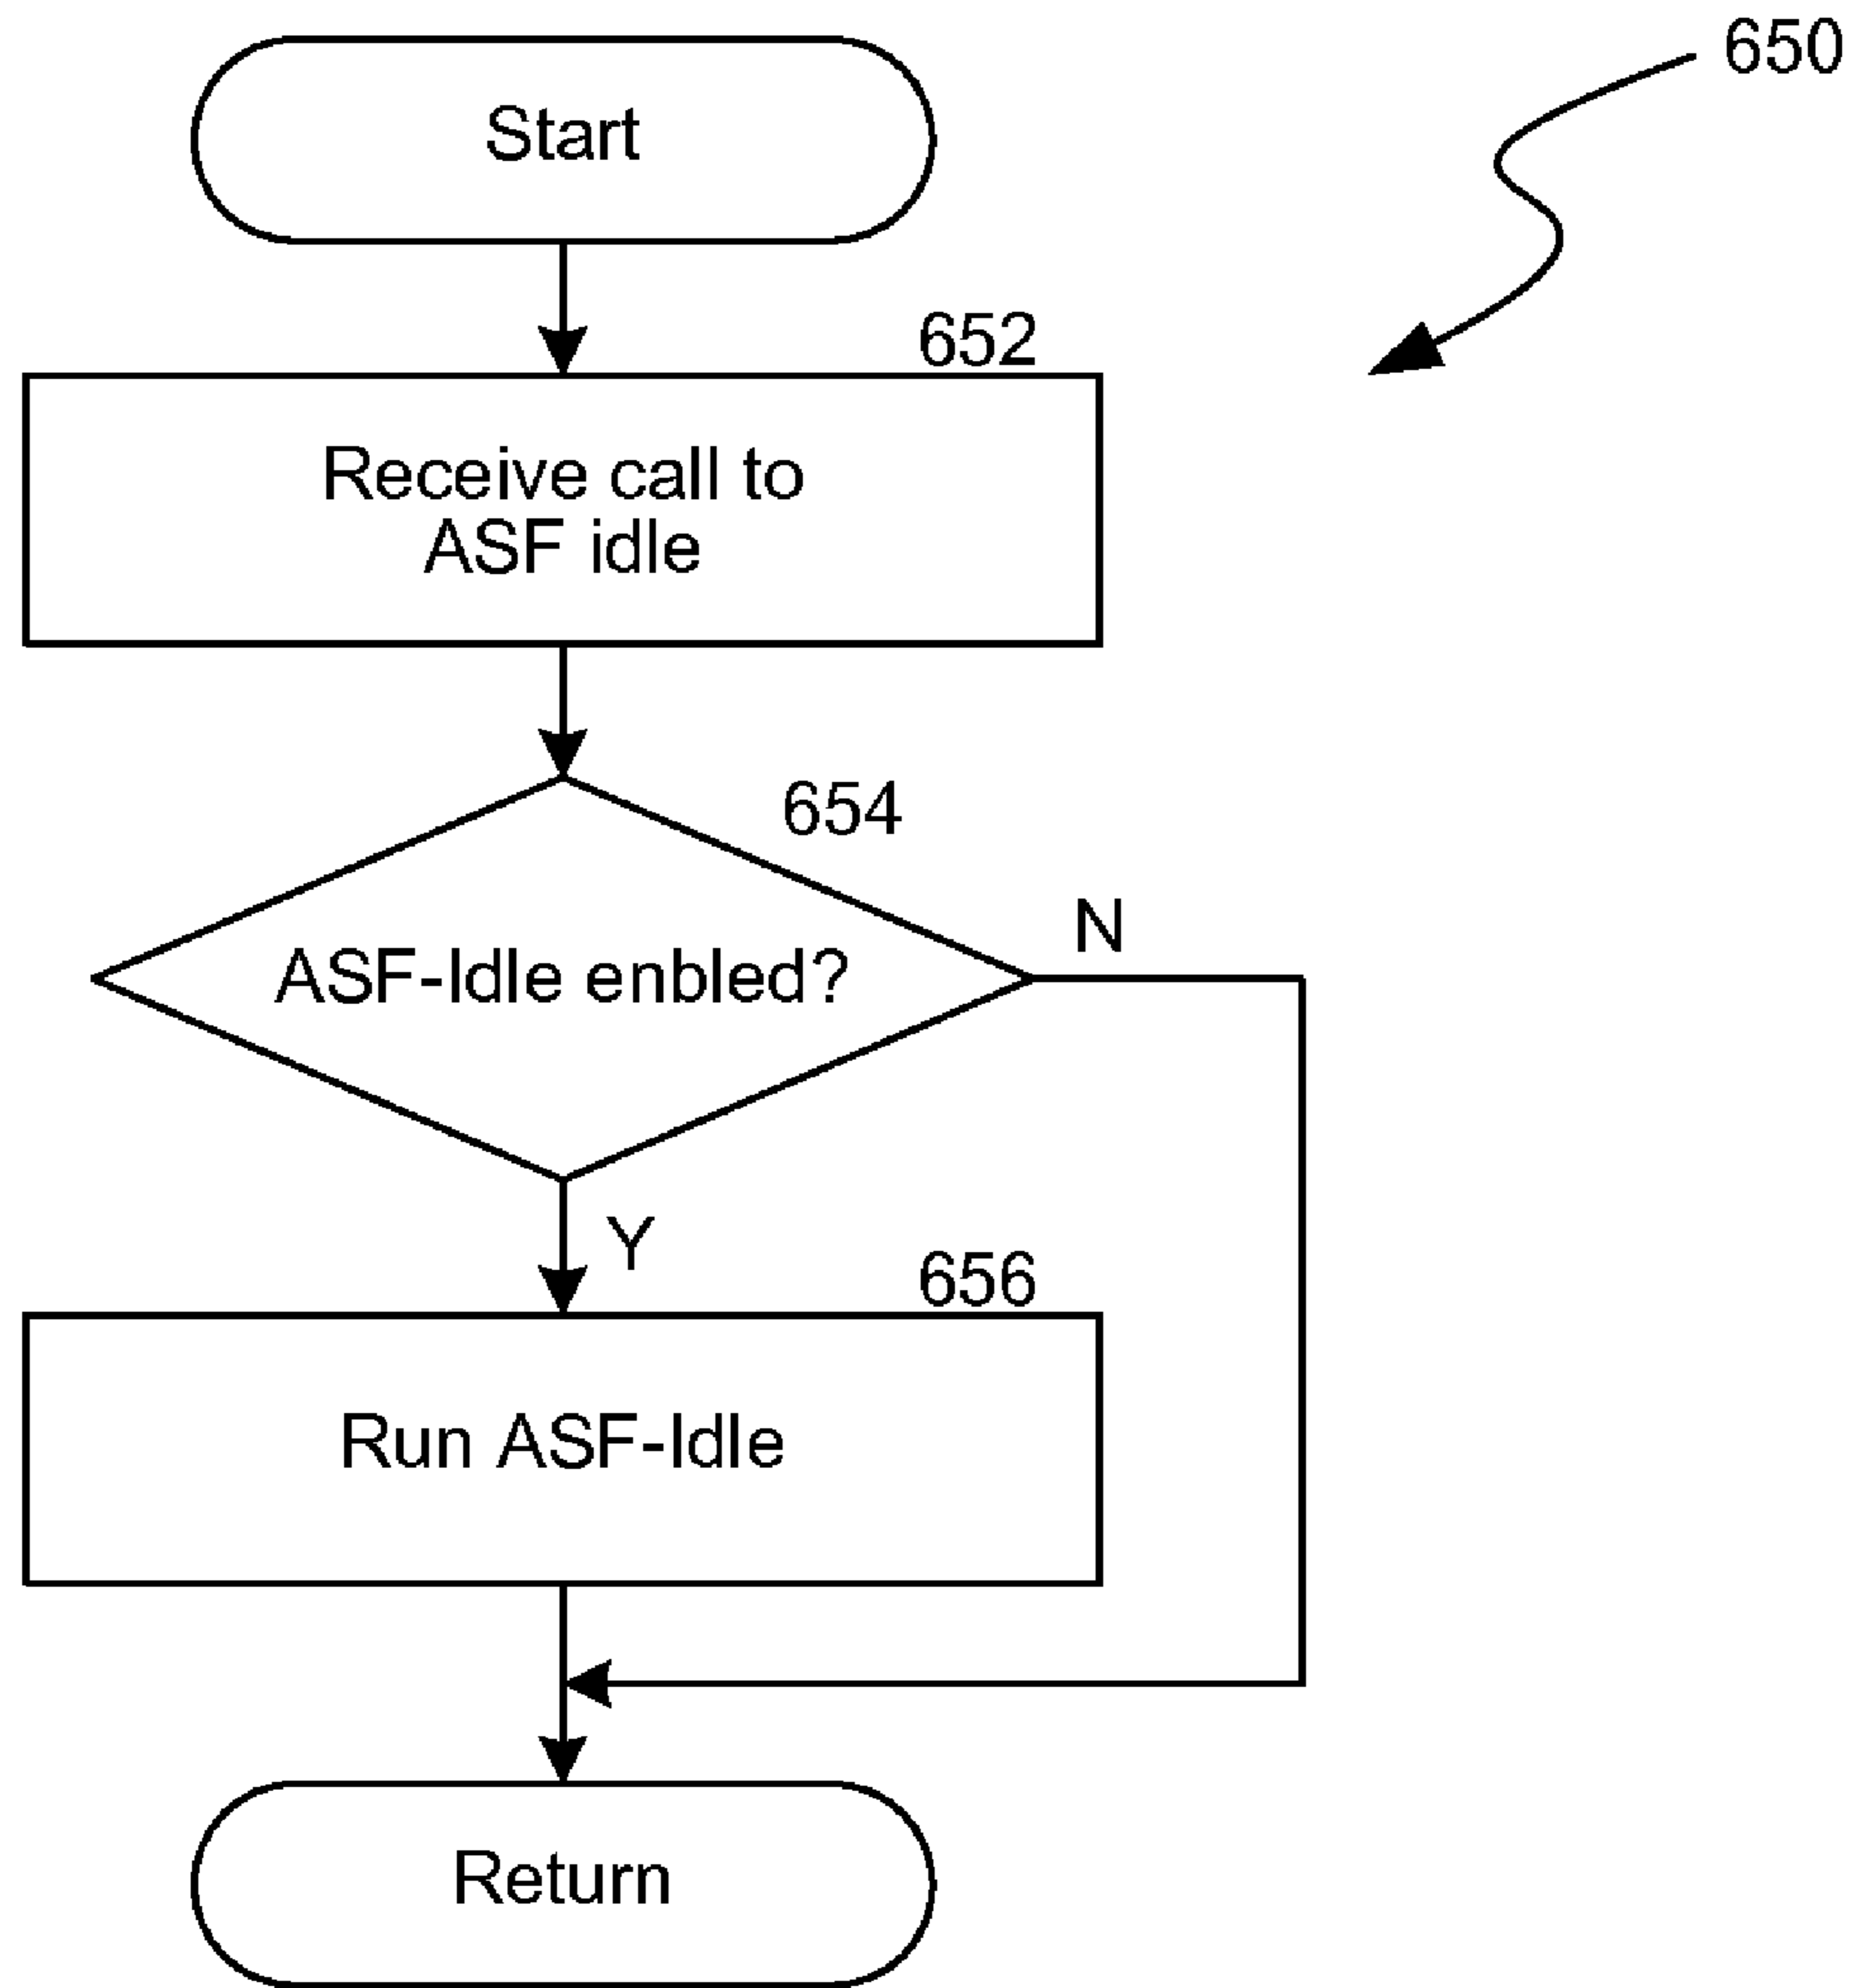 650
Start
652
Receive call to
ASF idle
654
N
ASF-Idle enbled?
Y
656
Run ASF-Idle
Return